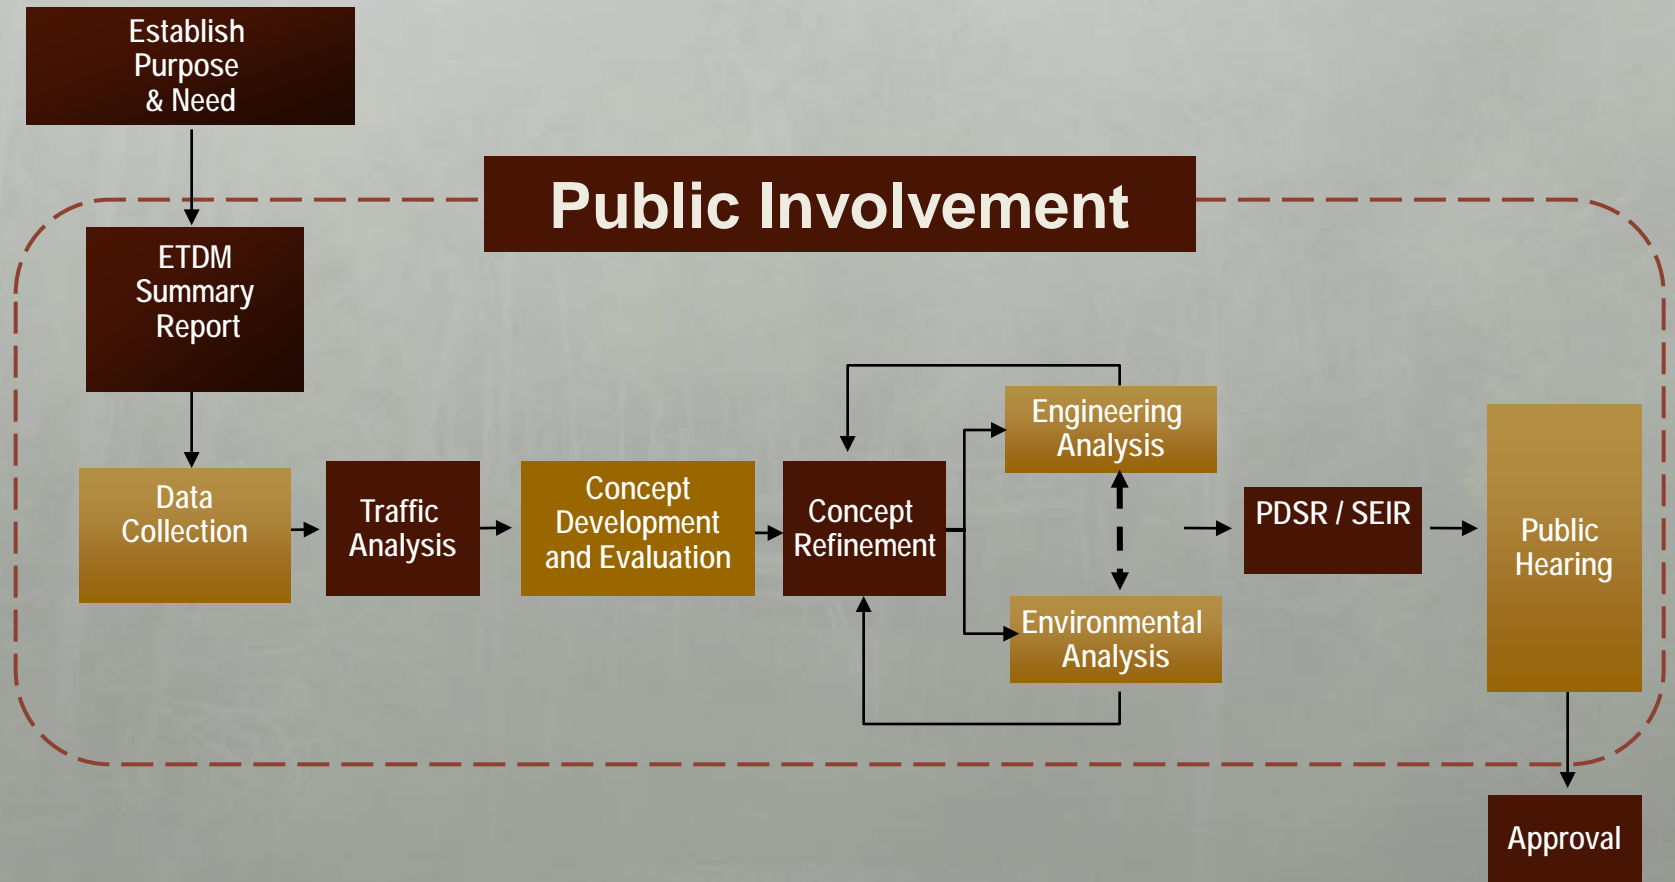 Establish
Purpose
& Need
Public Involvement
ETDM
Summary
Report
Data
Collection
Traffic
Analysis
Concept
Development
and Evaluation
Concept
Refinement
Engineering
Analysis
Environmental
Analysis
PDSR / SEIR
Public
Hearing
Approval